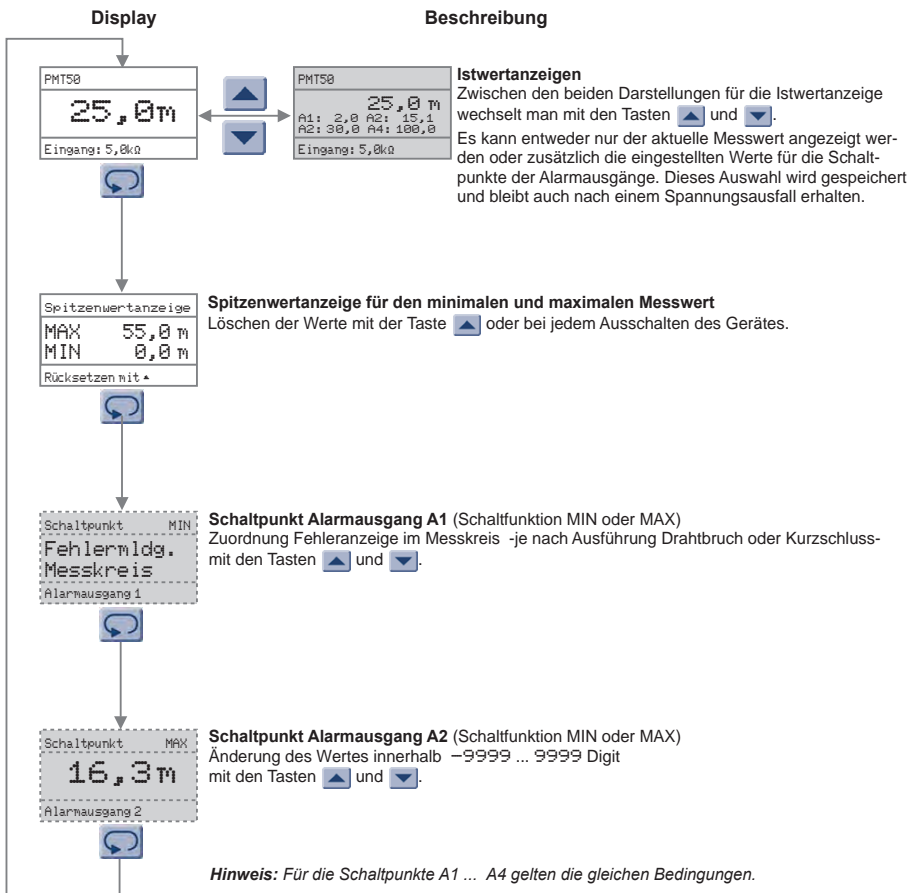 Display
Beschreibung
PMT50
25,0m
Eingang: 5,0kΩ
PMT50
25,0 m
A1: 2,0 A2: 15,1
A2: 30,0 A4: 100,0
Eingang: 5,0kΩ
Istwertanzeigen
Zwischen den beiden Darstellungen für die Istwertanzeige
wechselt man mit den Tasten ▲ und ▼.
Es kann entweder nur der aktuelle Messwert angezeigt wer-
den oder zusätzlich die eingestellten Werte für die Schalt-
punkte der Alarmausgänge. Dieses Auswahl wird gespeichert
und bleibt auch nach einem Spannungsausfall erhalten.
Spitzenwertanzeige
MAX 55,0 m
MIN 0,0 m
Rücksetzen mit ▲
Spitzenwertanzeige für den minimalen und maximalen Messwert
Löschen der Werte mit der Taste ▲ oder bei jedem Ausschalten des Gerätes.
Schaltpunkt MIN
Fehlermldg.
Messkreis
Alarmausgang 1
Schaltpunkt Alarmausgang A1 (Schaltfunktion MIN oder MAX)
Zuordnung Fehleranzeige im Messkreis -je nach Ausführung Drahtbruch oder Kurzschluss-
mit den Tasten ▲ und ▼.
Schaltpunkt MAX
16,3m
Alarmausgang 2
Schaltpunkt Alarmausgang A2 (Schaltfunktion MIN oder MAX)
Änderung des Wertes innerhalb −9999 ... 9999 Digit
mit den Tasten ▲ und ▼.
Hinweis: Für die Schaltpunkte A1 ... A4 gelten die gleichen Bedingungen.